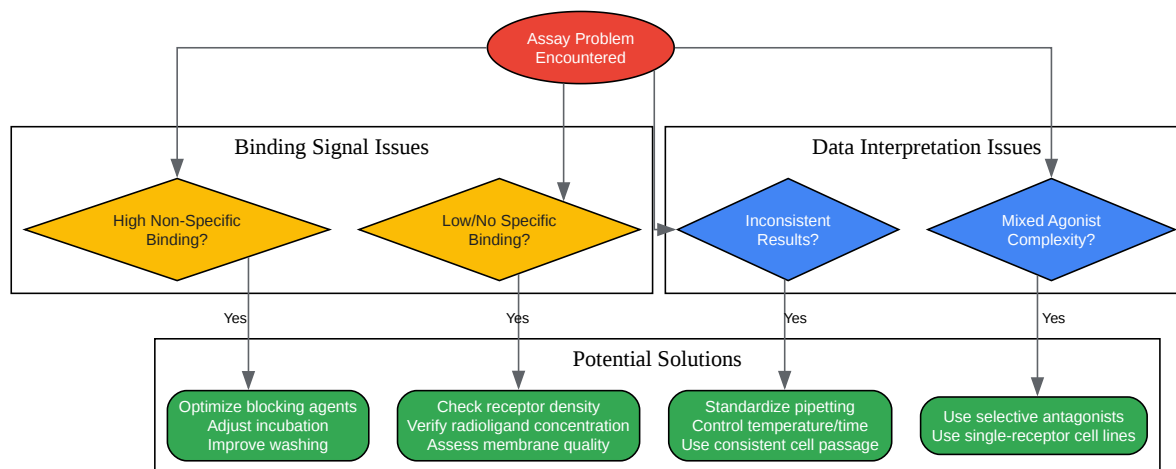 Assay Problem
Encountered
Binding Signal Issues
Data Interpretation Issues
High Non-Specific
Binding?
Low/No Specific
Binding?
Inconsistent
Results?
Mixed Agonist
Complexity?
Yes
Yes
Yes
Yes
Potential Solutions
Optimize blocking agents
Adjust incubation
Improve washing
Check receptor density
Verify radioligand concentration
Assess membrane quality
Standardize pipetting
Control temperature/time
Use consistent cell passage
Use selective antagonists
Use single-receptor cell lines